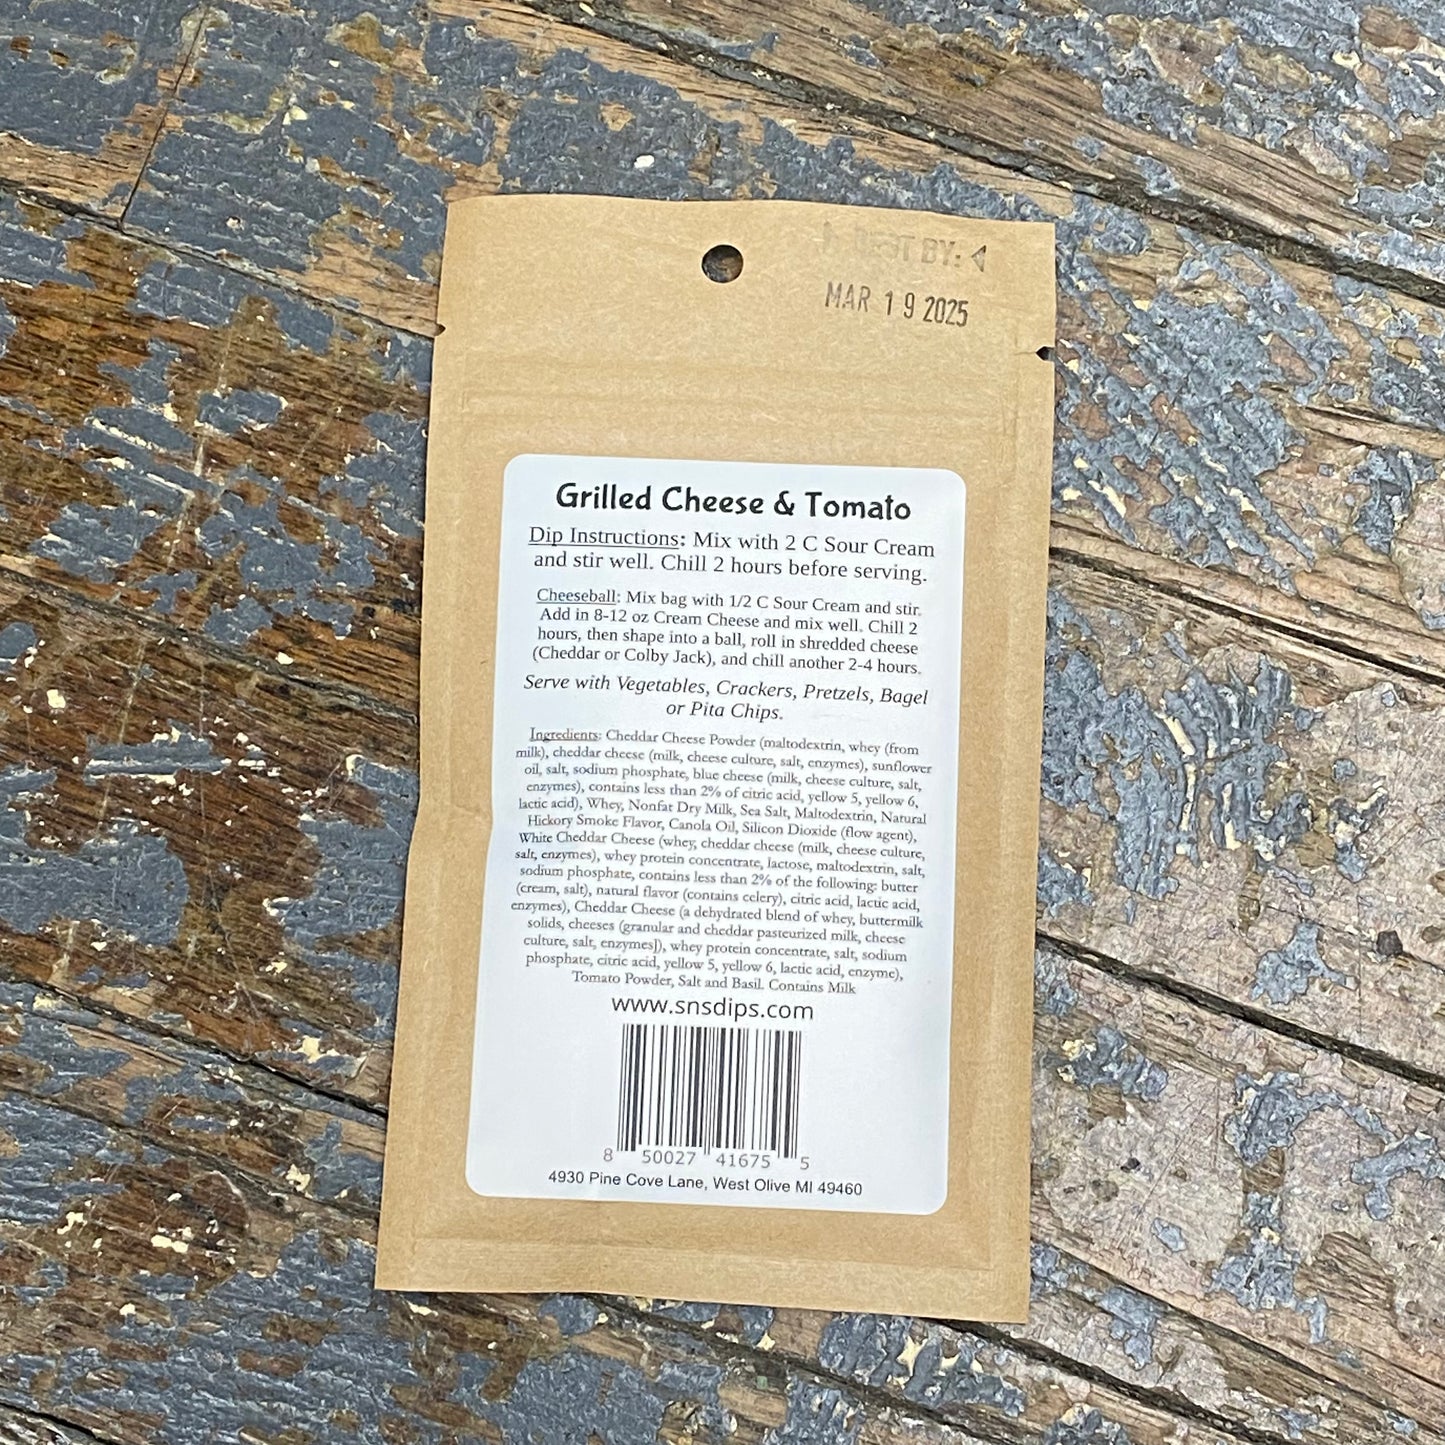 BEST BY:
MAR 19 2025
Grilled Cheese & Tomato
Dip Instructions: Mix with 2 C Sour Cream
and stir well. Chill 2 hours before serving.
Cheeseball: Mix bag with 1/2 C Sour Cream and stir.
Add in 8-12 oz Cream Cheese and mix well. Chill 2
hours, then shape into a ball, roll in shredded cheese
(Cheddar or Colby Jack), and chill another 2-4 hours.
Serve with Vegetables, Crackers, Pretzels, Bagel
or Pita Chips.
Ingredients: Cheddar Cheese Powder (maltodextrin, whey (from
milk), cheddar cheese (milk, cheese culture, salt, enzymes), sunflower
oil, salt, sodium phosphate, blue cheese (milk, cheese culture, salt,
enzymes), contains less than 2% of citric acid, yellow 5, yellow 6,
lactic acid), Whey, Nonfat Dry Milk, Sea Salt, Maltodextrin, Natural
Hickory Smoke Flavor, Canola Oil, Silicon Dioxide (flow agent),
White Cheddar Cheese (whey, cheddar cheese (milk, cheese culture,
salt, enzymes), whey protein concentrate, lactose, maltodextrin, salt,
sodium phosphate, contains less than 2% of the following: butter
(cream, salt), natural flavor (contains celery), citric acid, lactic acid,
enzymes), Cheddar Cheese (a dehydrated blend of whey, buttermilk
solids, cheeses (granular and cheddar pasteurized milk, cheese
culture, salt, enzymes]), whey protein concentrate, salt, sodium
phosphate, citric acid, yellow 5, yellow 6, lactic acid, enzyme),
Tomato Powder, Salt and Basil. Contains Milk
www.snsdips.com
8 50027 41675 5
4930 Pine Cove Lane, West Olive MI 49460